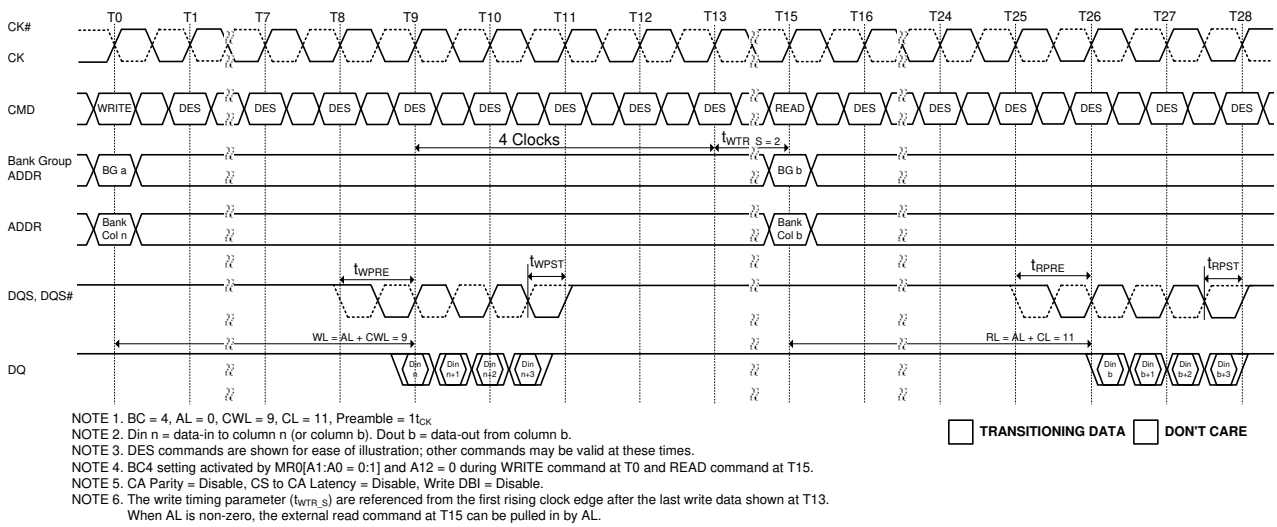 CK#
T0 T1 T7 T8 T9 T10 T11 T12 T13 T15 T16 T24 T25 T26 T27 T28
CK
CMD
WRITE DES DES DES DES DES DES DES DES READ DES DES DES DES DES DES
4 Clocks
tWTR_S = 2
Bank Group
ADDR
BG a
BG b
ADDR
Bank
Col n
Bank
Col b
tWPRE
tWPST
tRPRE
tRPST
DQS, DQS#
WL = AL + CWL = 9
RL = AL + CL = 11
DQ
Din
n
Din
n+1
Din
n+2
Din
n+3
Din
b
Din
b+1
Din
b+2
Din
b+3
NOTE 1. BC = 4, AL = 0, CWL = 9, CL = 11, Preamble = 1tCK
NOTE 2. Din n = data-in to column n (or column b). Dout b = data-out from column b.
NOTE 3. DES commands are shown for ease of illustration; other commands may be valid at these times.
NOTE 4. BC4 setting activated by MR0[A1:A0 = 0:1] and A12 = 0 during WRITE command at T0 and READ command at T15.
NOTE 5. CA Parity = Disable, CS to CA Latency = Disable, Write DBI = Disable.
NOTE 6. The write timing parameter (tWTR_S) are referenced from the first rising clock edge after the last write data shown at T13.
When AL is non-zero, the external read command at T15 can be pulled in by AL.
TRANSITIONING DATA
DON'T CARE